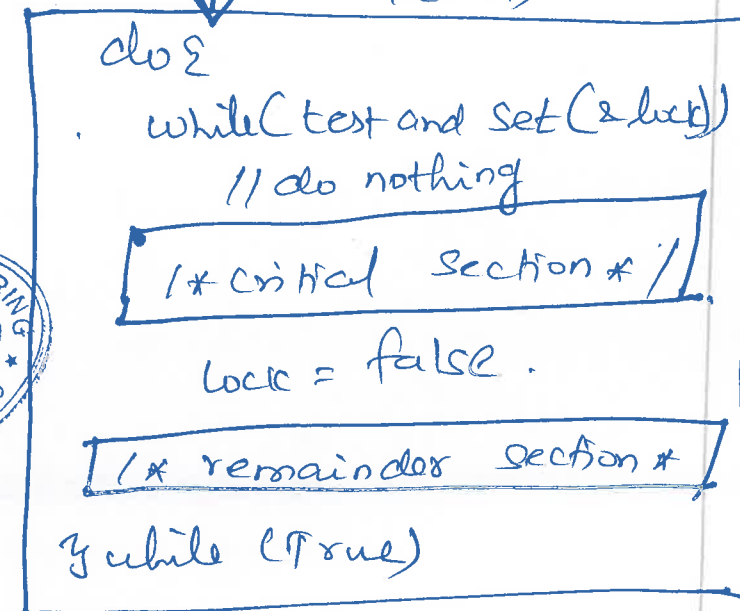 do {
while( test and set (& lock))
// do nothing
/* critical section */
lock = false.
/* remainder section *
} while (True)